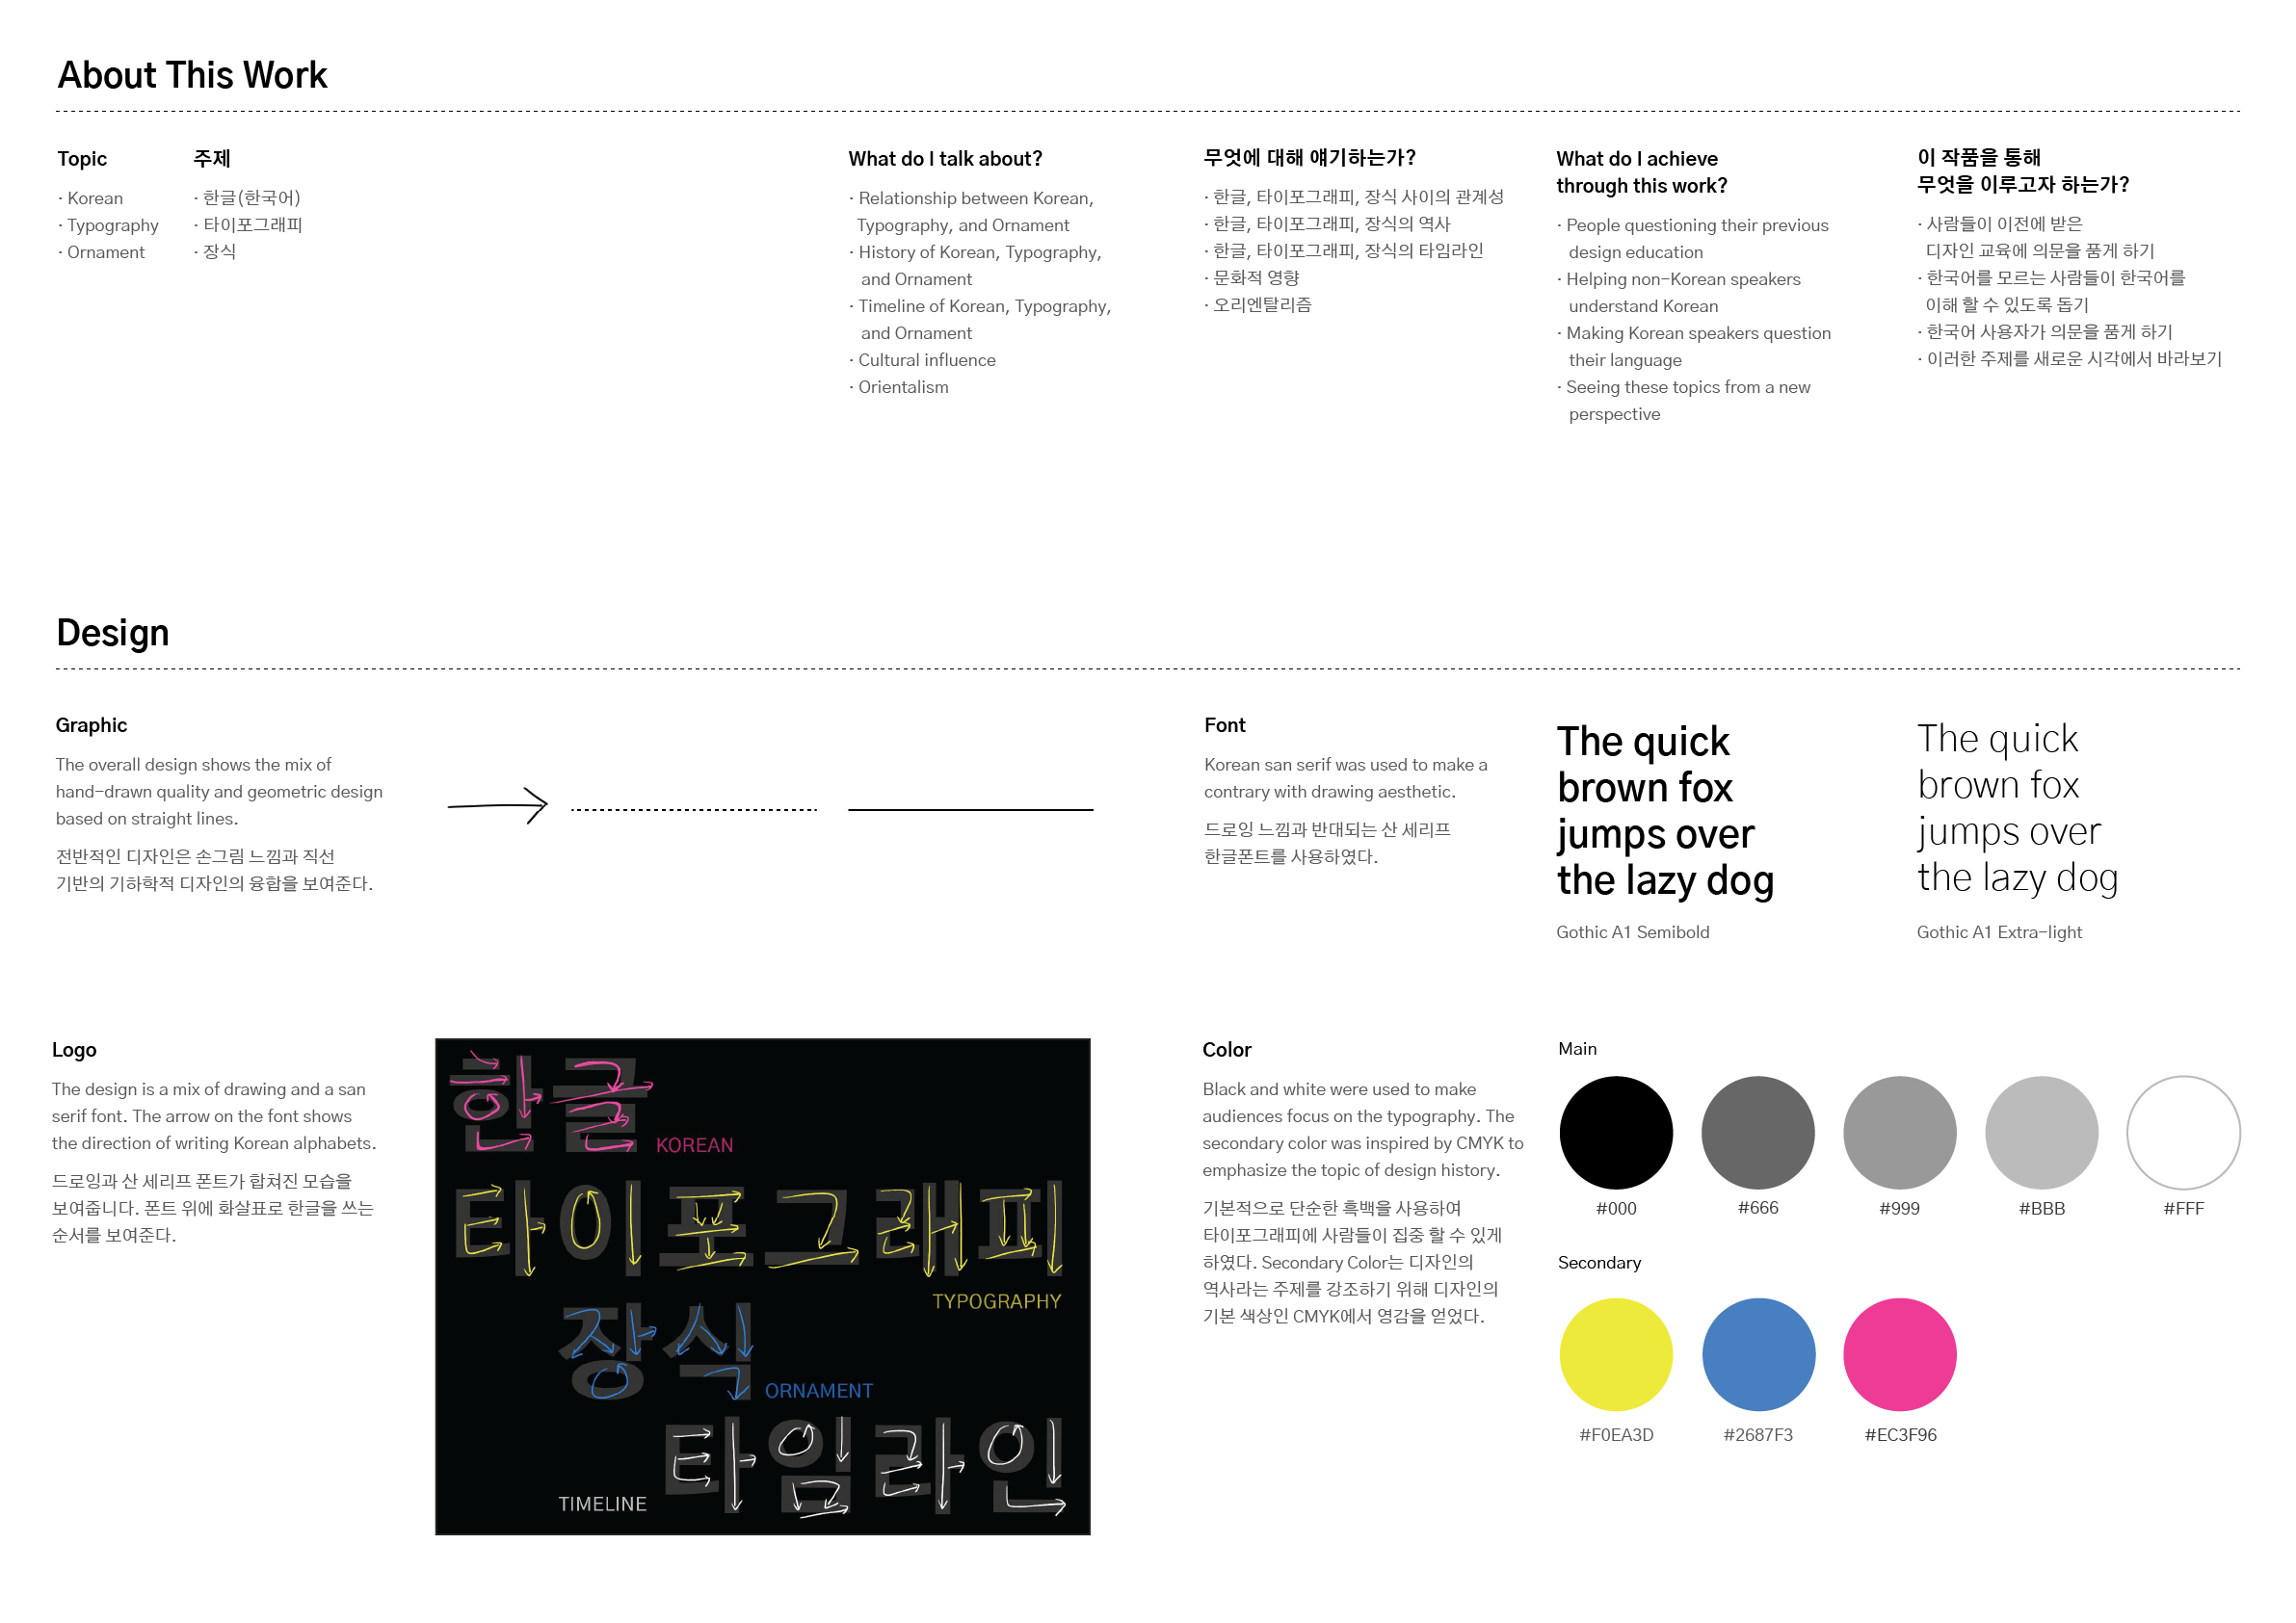 About This Work
Topic
· Korean
· Typography
· Ornament
주제
· 한글(한국어)
· 타이포그래피
· 장식
What do I talk about?
· Relationship between Korean,
Typography, and Ornament
· History of Korean, Typography,
and Ornament
· Timeline of Korean, Typography,
and Ornament
· Cultural influence
· Orientalism
무엇에 대해 얘기하는가?
· 한글, 타이포그래피, 장식 사이의 관계성
· 한글, 타이포그래피, 장식의 역사
· 한글, 타이포그래피, 장식의 타임라인
· 문화적 영향
· 오리엔탈리즘
What do I achieve
through this work?
· People questioning their previous
design education
· Helping non-Korean speakers
understand Korean
· Making Korean speakers question
their language
· Seeing these topics from a new
perspective
이 작품을 통해
무엇을 이루고자 하는가?
· 사람들이 이전에 받은
디자인 교육에 의문을 품게 하기
· 한국어를 모르는 사람들이 한국어를
이해 할 수 있도록 돕기
· 한국어 사용자가 의문을 품게 하기
· 이러한 주제를 새로운 시각에서 바라보기
Design
Graphic
The overall design shows the mix of
hand-drawn quality and geometric design
based on straight lines.
전반적인 디자인은 손그림 느낌과 직선
기반의 기하학적 디자인의 융합을 보여준다.
Font
Korean san serif was used to make a
contrary with drawing aesthetic.
드로잉 느낌과 반대되는 산 세리프
한글폰트를 사용하였다.
The quick
brown fox
jumps over
the lazy dog
Gothic A1 Semibold
The quick
brown fox
jumps over
the lazy dog
Gothic A1 Extra-light
Logo
The design is a mix of drawing and a san
serif font. The arrow on the font shows
the direction of writing Korean alphabets.
드로잉과 산 세리프 폰트가 합쳐진 모습을
보여줍니다. 폰트 위에 화살표로 한글을 쓰는
순서를 보여준다.
한글
KOREAN
타이포그래피
TYPOGRAPHY
장식
ORNAMENT
타임라인
TIMELINE
Color
Black and white were used to make
audiences focus on the typography. The
secondary color was inspired by CMYK to
emphasize the topic of design history.
기본적으로 단순한 흑백을 사용하여
타이포그래피에 사람들이 집중 할 수 있게
하였다. Secondary Color는 디자인의
역사라는 주제를 강조하기 위해 디자인의
기본 색상인 CMYK에서 영감을 얻었다.
Main
#000
#666
#999
#BBB
#FFF
Secondary
#F0EA3D
#2687F3
#EC3F96